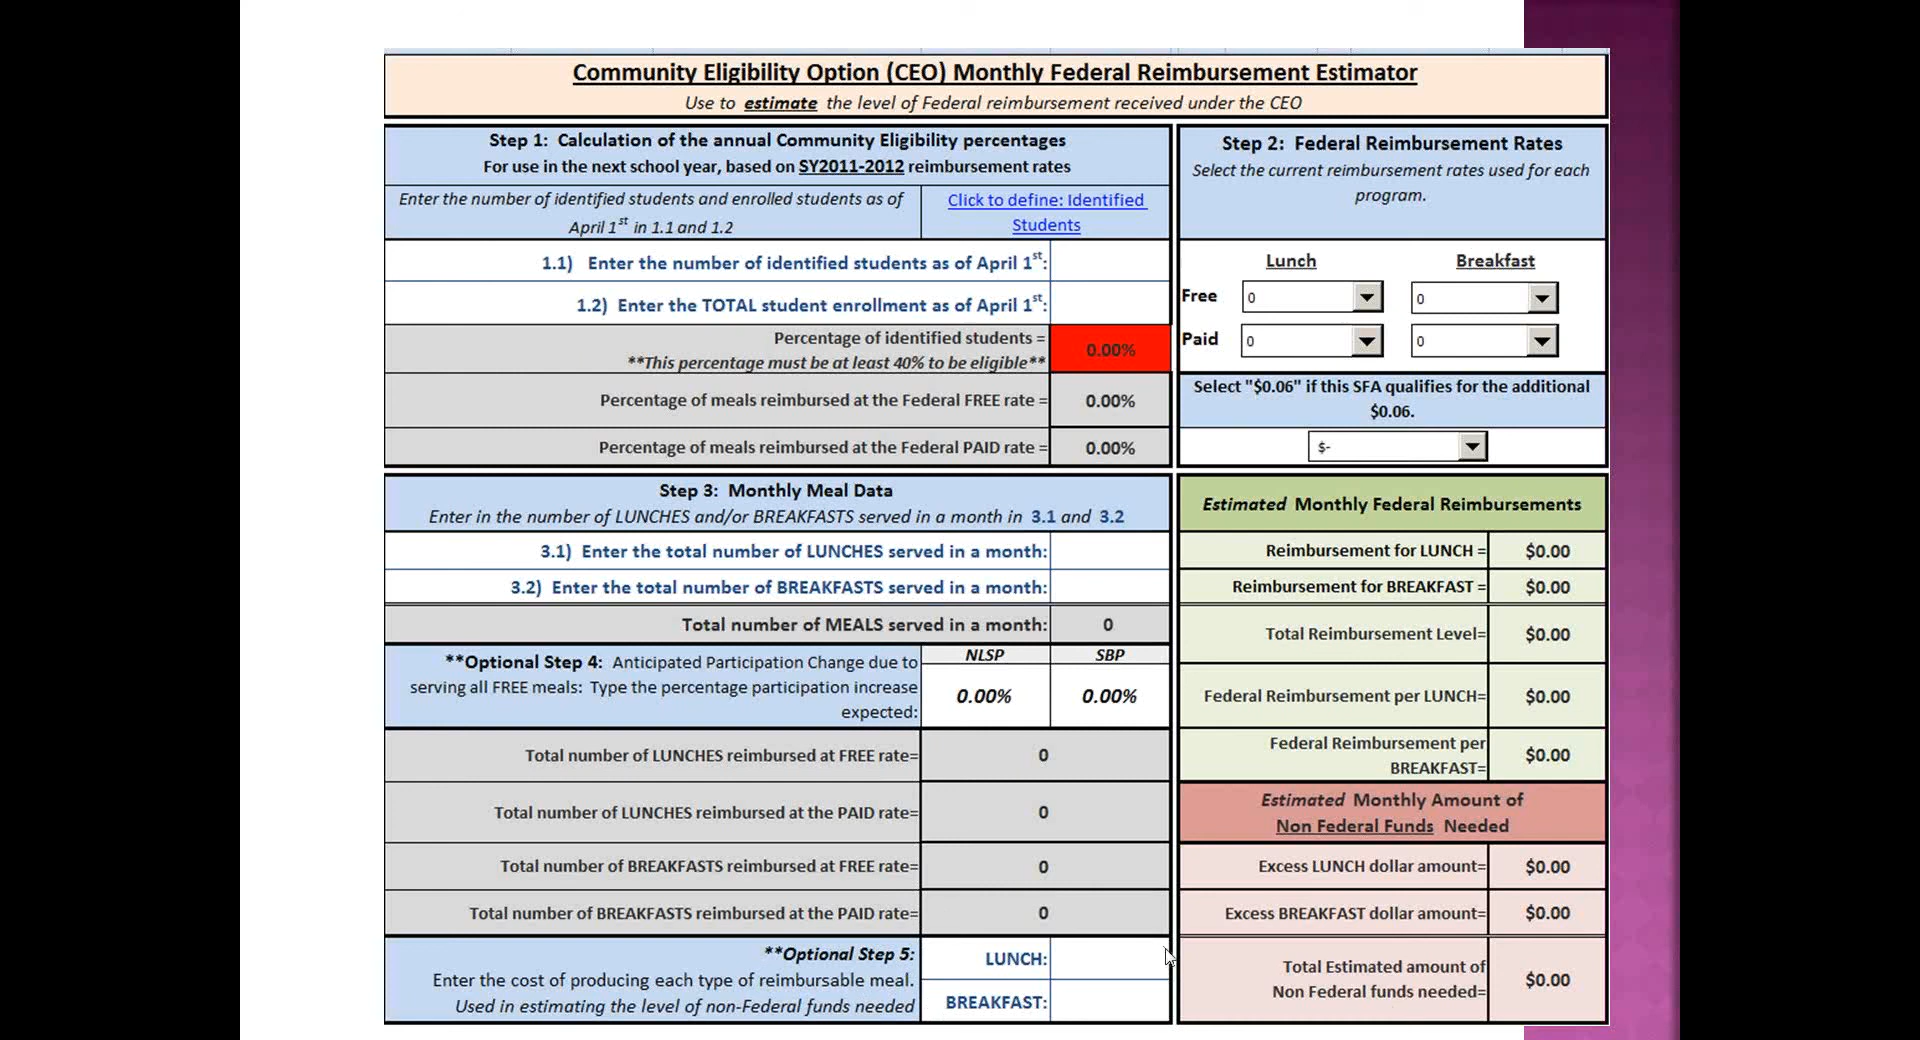 Community Eligibility Option (CEO) Monthly Federal Reimbursement Estimator
Use to estimate the level of Federal reimbursement received under the CEO
Step 1: Calculation of the annual Community Eligibility percentages
For use in the next school year, based on SY2011-2012 reimbursement rates
Enter the number of identified students and enrolled students as of
April 1st in 1.1 and 1.2
Click to define: Identified
Students
1.1) Enter the number of identified students as of April 1st:
1.2) Enter the TOTAL student enrollment as of April 1st:
Percentage of identified students =
**This percentage must be at least 40% to be eligible**
0.00%
Percentage of meals reimbursed at the Federal FREE rate = 0.00%
Percentage of meals reimbursed at the Federal PAID rate = 0.00%
Step 2: Federal Reimbursement Rates
Select the current reimbursement rates used for each
program.
Lunch Breakfast
Free 0 0
Paid 0 0
Select "$0.06" if this SFA qualifies for the additional
$0.06.
$-
Step 3: Monthly Meal Data
Enter in the number of LUNCHES and/or BREAKFASTS served in a month in 3.1 and 3.2
3.1) Enter the total number of LUNCHES served in a month:
3.2) Enter the total number of BREAKFASTS served in a month:
Total number of MEALS served in a month: 0
**Optional Step 4: Anticipated Participation Change due to
serving all FREE meals: Type the percentage participation increase
expected:
NLSP SBP
0.00% 0.00%
Total number of LUNCHES reimbursed at FREE rate= 0
Total number of LUNCHES reimbursed at the PAID rate= 0
Total number of BREAKFASTS reimbursed at FREE rate= 0
Total number of BREAKFASTS reimbursed at the PAID rate= 0
**Optional Step 5:
Enter the cost of producing each type of reimbursable meal.
Used in estimating the level of non-Federal funds needed
LUNCH:
BREAKFAST:
Estimated Monthly Federal Reimbursements
Reimbursement for LUNCH = $0.00
Reimbursement for BREAKFAST = $0.00
Total Reimbursement Level= $0.00
Federal Reimbursement per LUNCH= $0.00
Federal Reimbursement per
BREAKFAST= $0.00
Estimated Monthly Amount of
Non Federal Funds Needed
Excess LUNCH dollar amount= $0.00
Excess BREAKFAST dollar amount= $0.00
Total Estimated amount of
Non Federal funds needed= $0.00